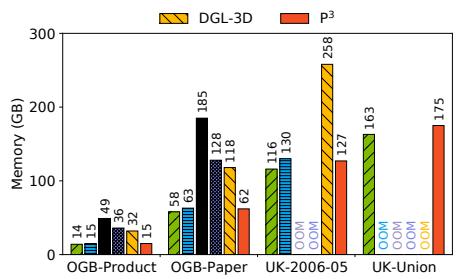 DGL-3D P³
300
200
100
0
Memory (GB)
14 15 49 36 32 15
58 63 185 128 118 62
116 130 OOM OOM 258 127
163 OOM OOM OOM OOM 175
OGB-Product OGB-Paper UK-2006-05 UK-Union